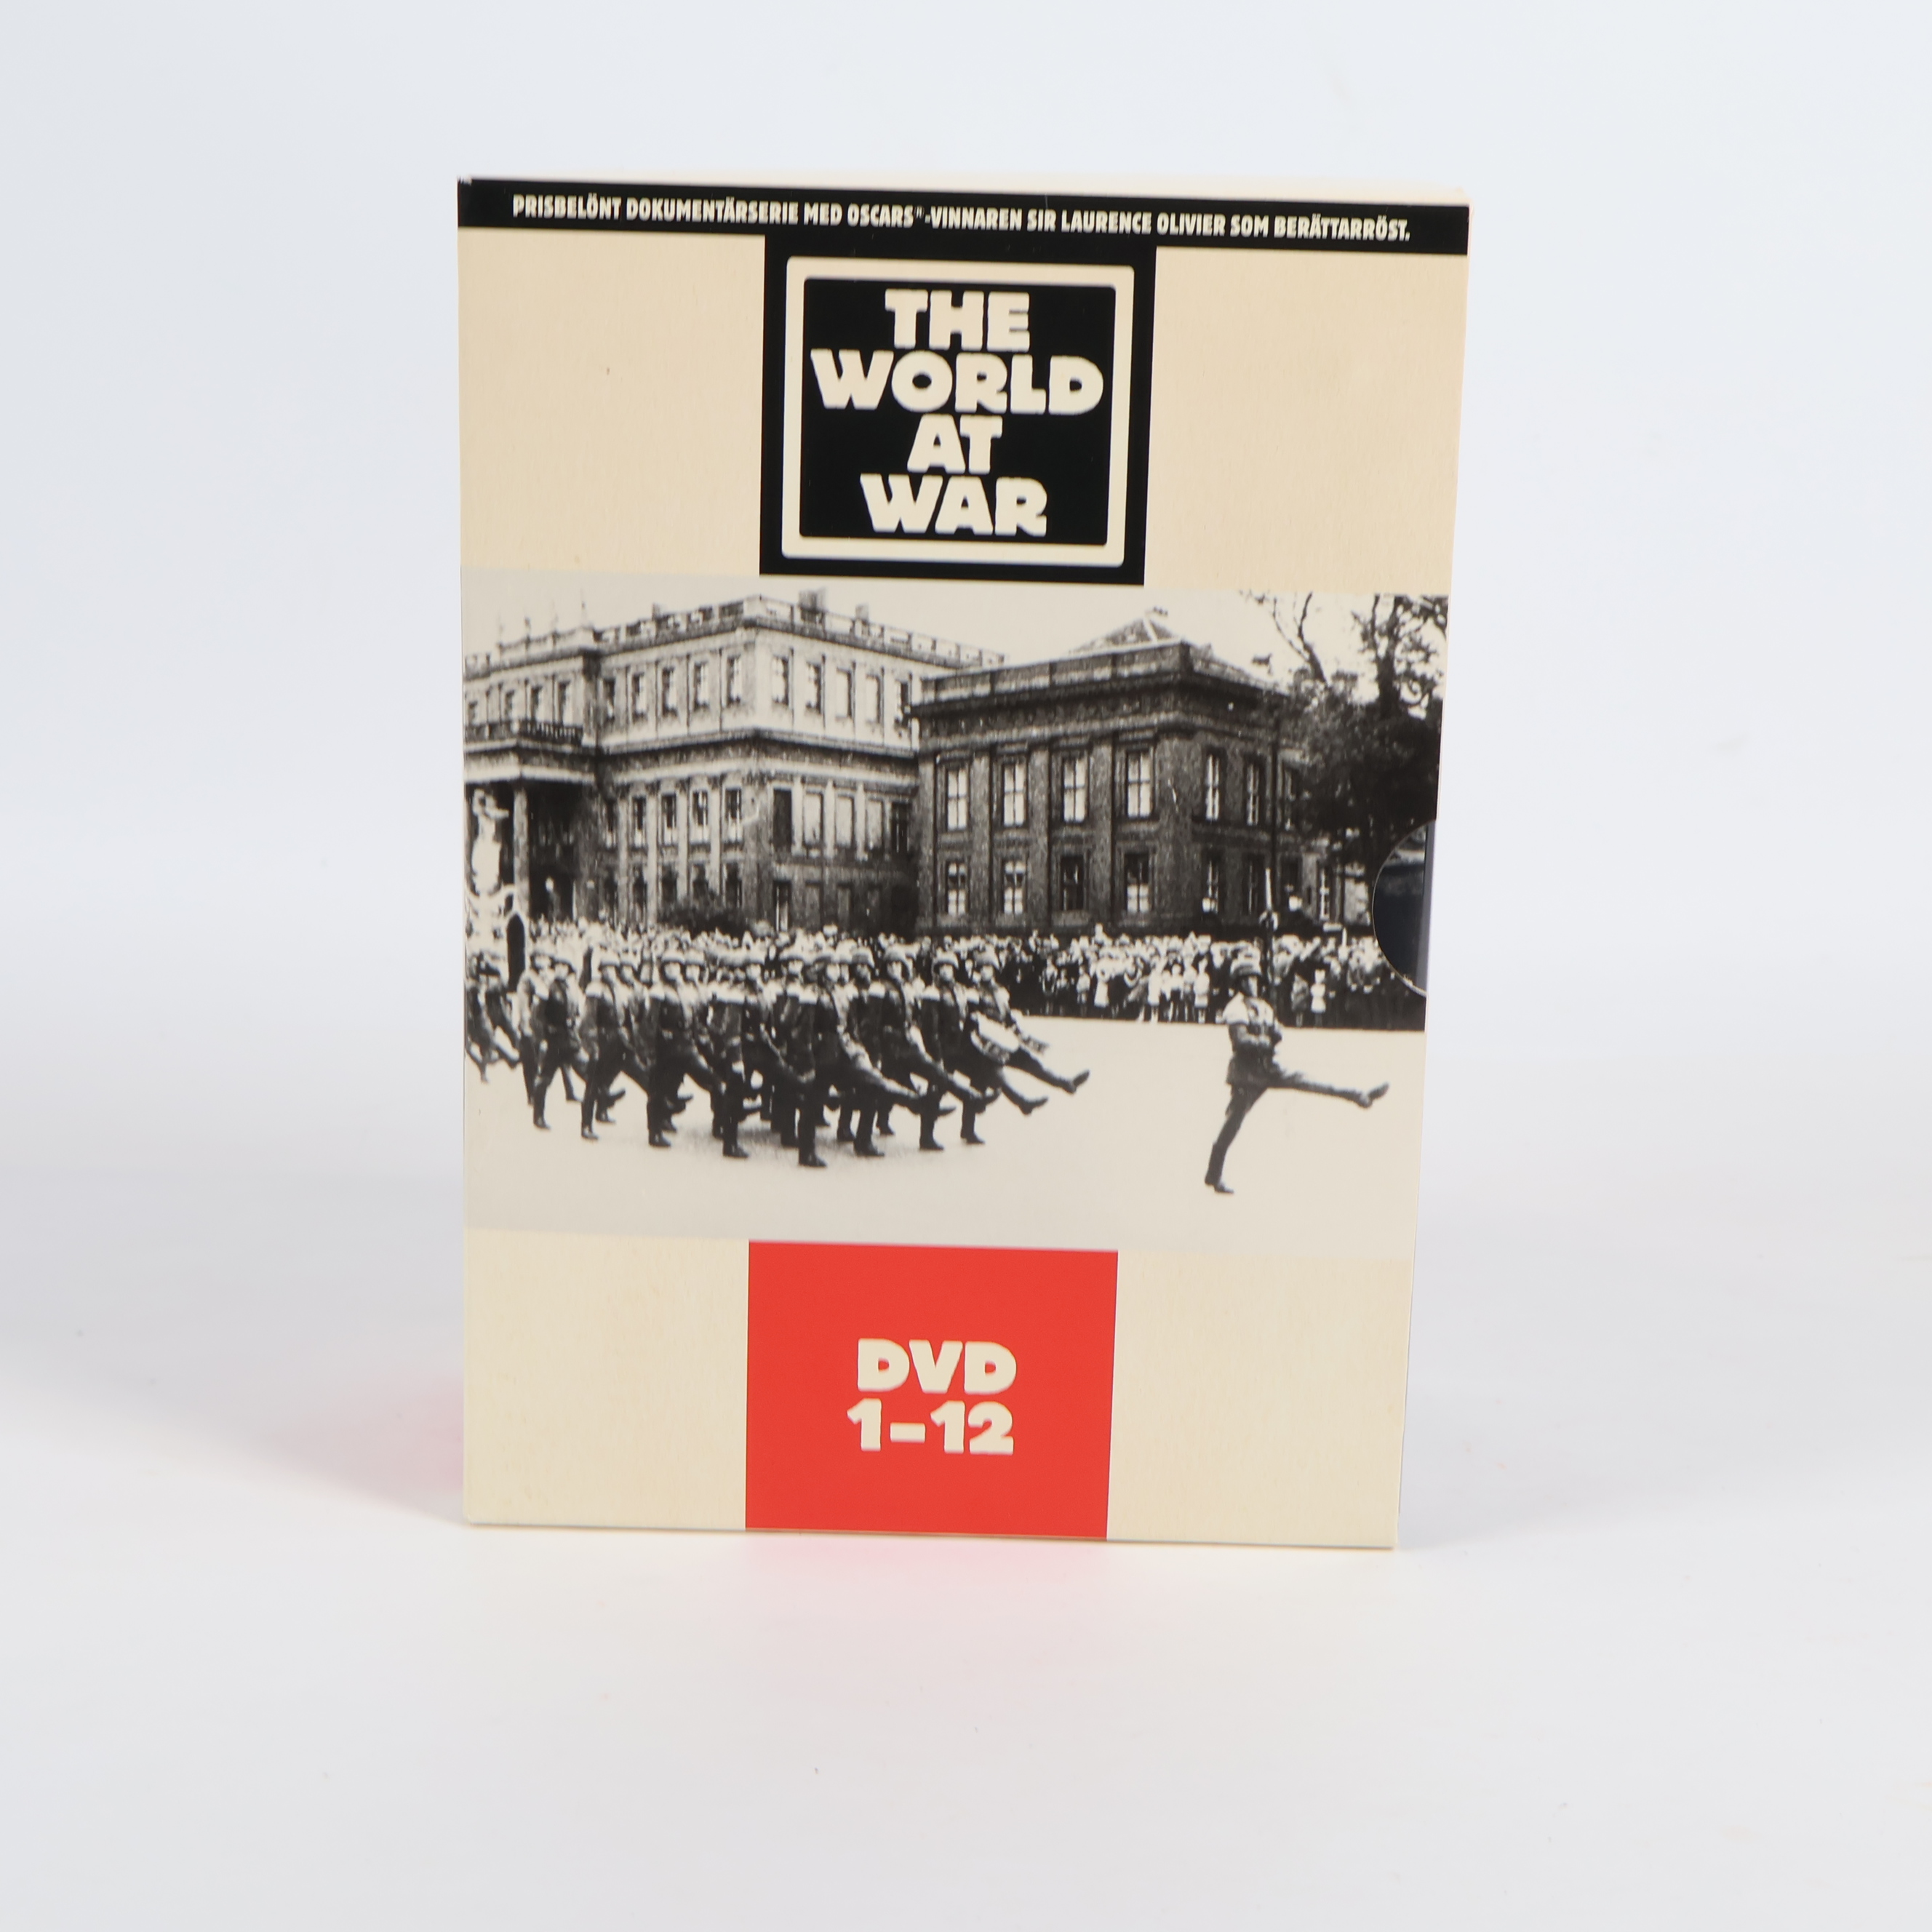 PRISBELÖNT DOKUMENTÄRSERIE MED OSCARS®-VINNAREN SIR LAURENCE OLIVIER SOM BERÄTTARRÖST.
THE
WORLD
AT
WAR
DVD
1-12